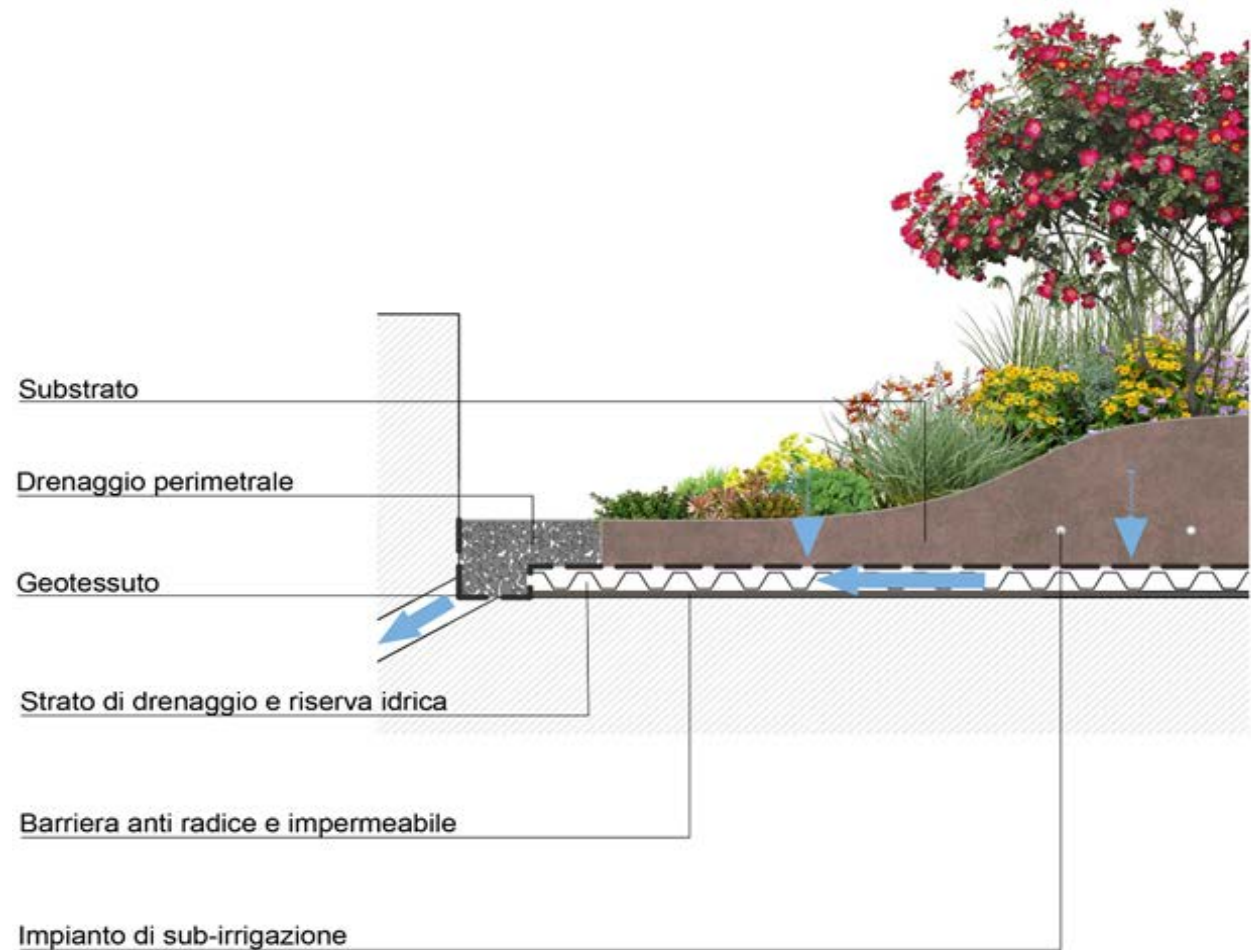 Substrato
Drenaggio perimetrale
Geotessuto
Strato di drenaggio e riserva idrica
Barriera anti radice e impermeabile
Impianto di sub-irrigazione